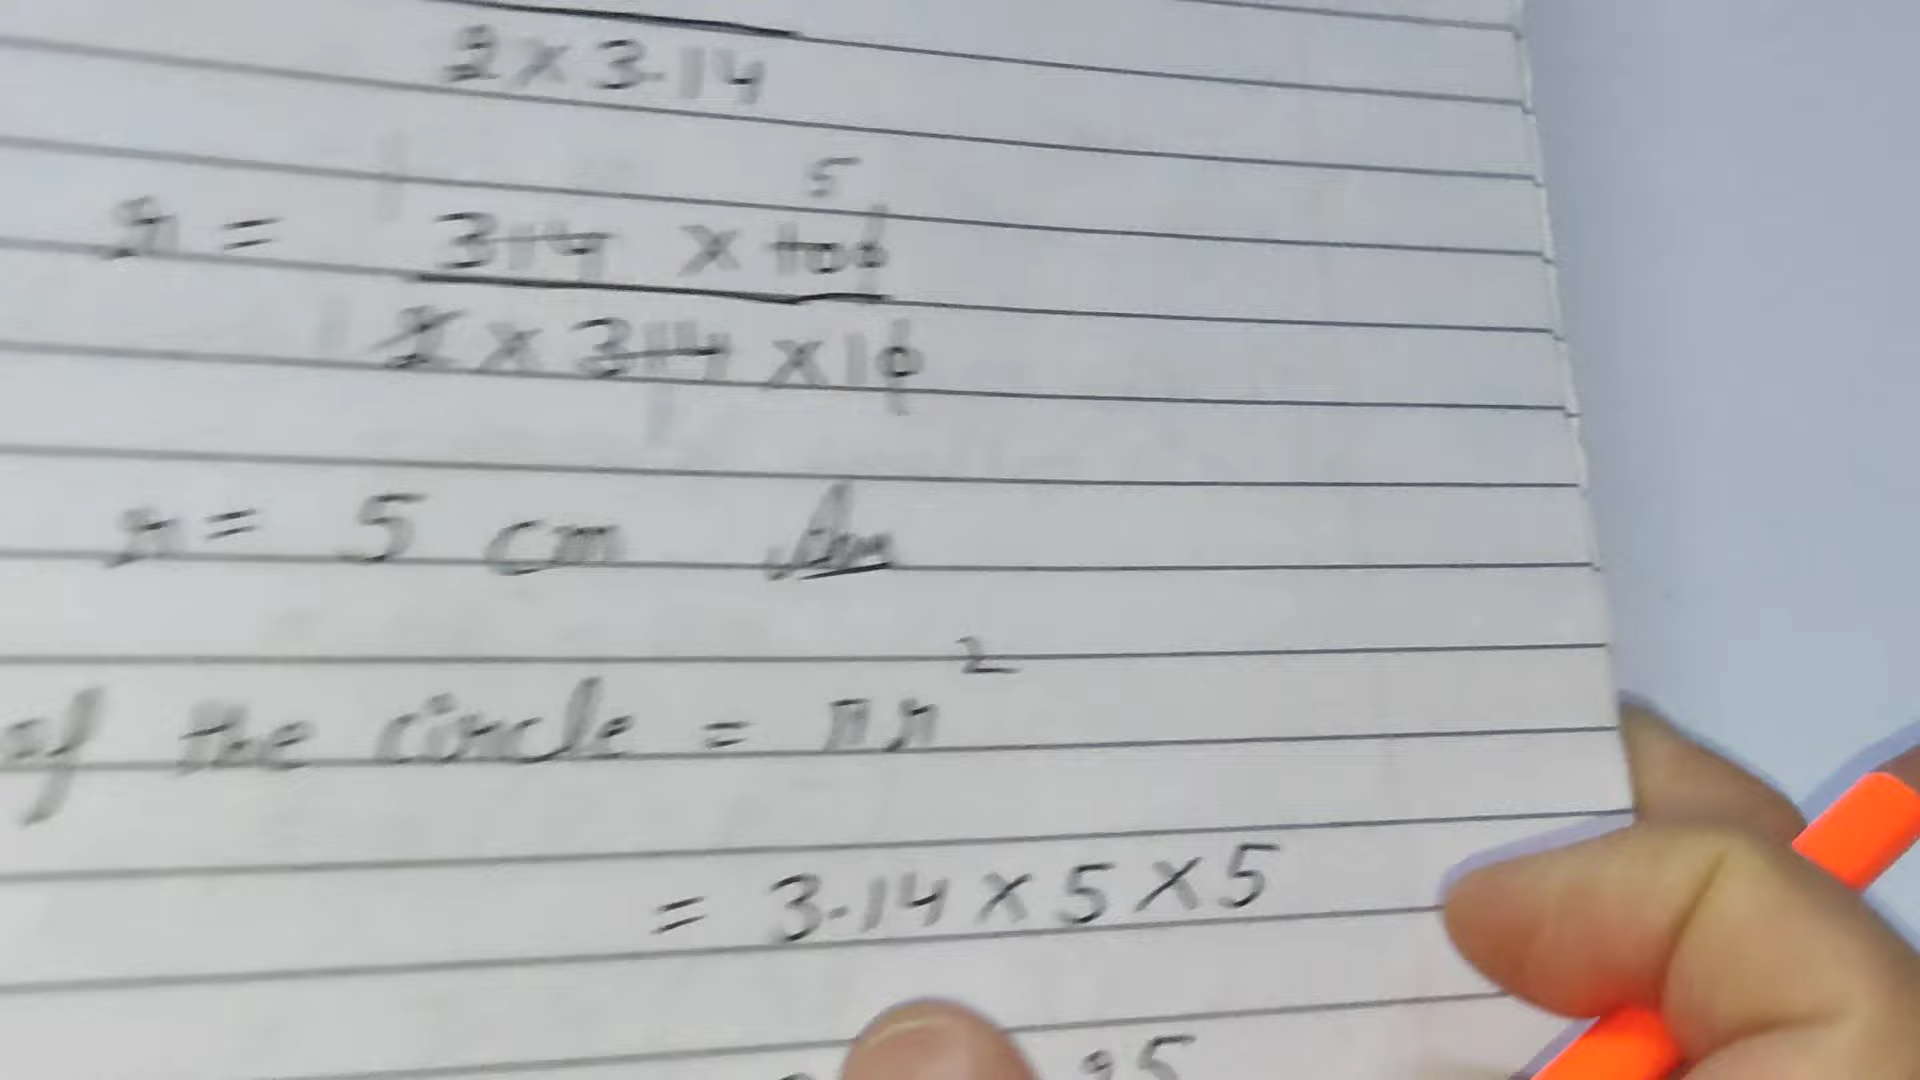 2 x 3.14
5
r = 314 x 100
2 x 314 x 10
r = 5 cm Ans
of the circle = πr²
= 3.14 x 5 x 5
25